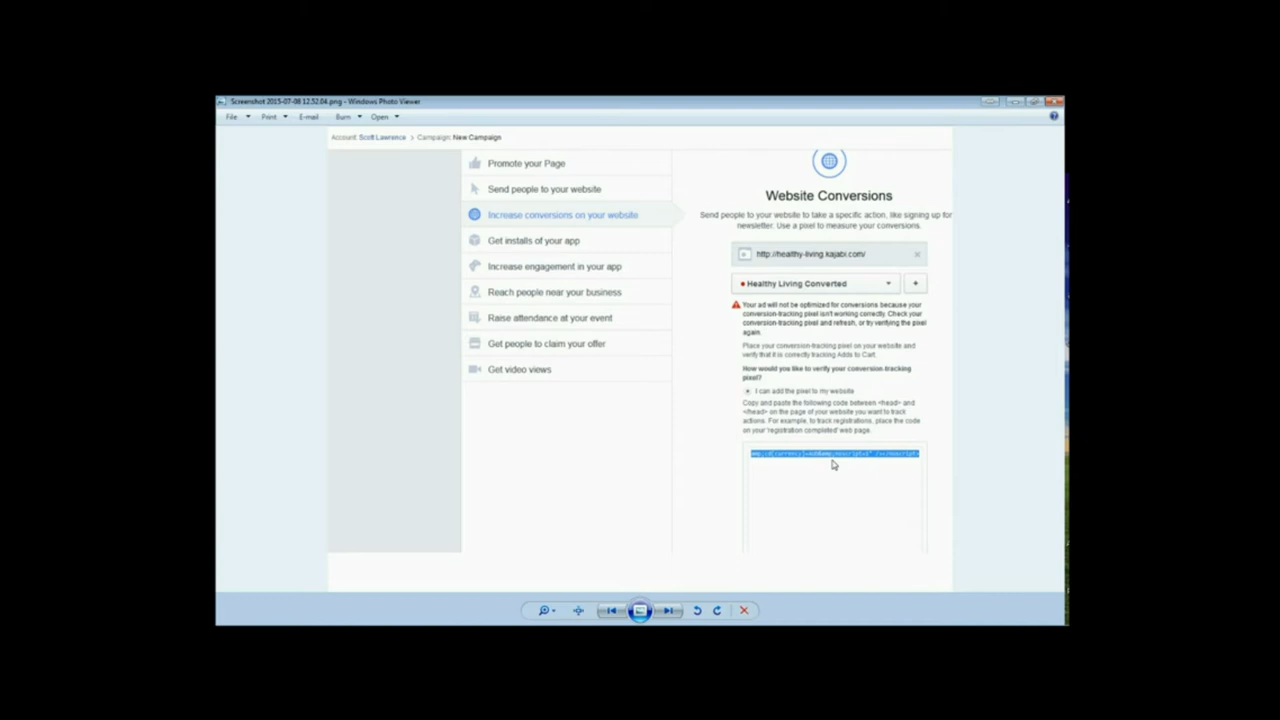 Screenshot 2015-07-08 12.52.04.png - Windows Photo Viewer
File Print E-mail Burn Open
Account: Scott Lawrence > Campaign: New Campaign
Promote your Page
Send people to your website
Increase conversions on your website
Get installs of your app
Increase engagement in your app
Reach people near your business
Raise attendance at your event
Get people to claim your offer
Get video views
Website Conversions
Send people to your website to take a specific action, like signing up for
newsletter. Use a pixel to measure your conversions.
http://healthy-living.kajabi.com/
Healthy Living Converted
Your ad will not be optimized for conversions because your
conversion-tracking pixel isn't working correctly. Check your
conversion-tracking pixel and refresh, or try verifying the pixel
again.
Place your conversion-tracking pixel on your website and
verify that it is correctly tracking Adds to Cart.
How would you like to verify your conversion-tracking
pixel?
I can add the pixel to my website
Copy and paste the following code between <head> and
</head> on the page of your website you want to track
actions. For example, to track registrations, place the code
on your 'registration completed' web page.